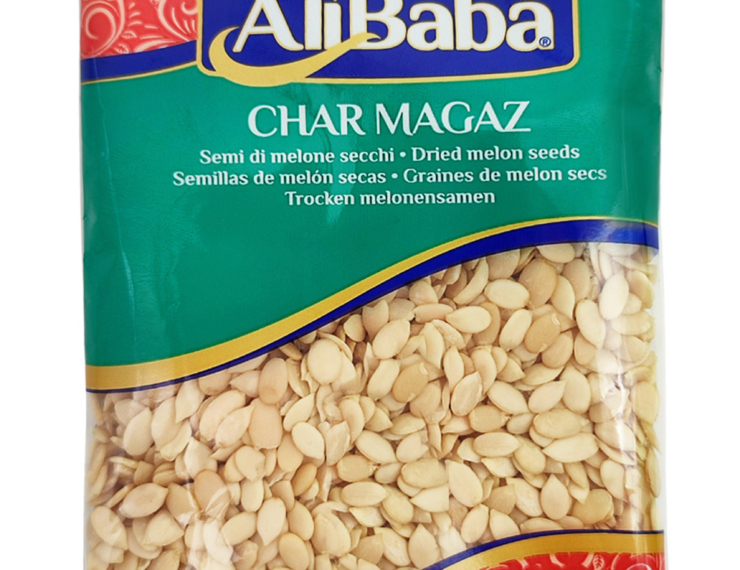 AliBaba®
CHAR MAGAZ
Semi di melone secchi • Dried melon seeds
Semillas de melón secas • Graines de melon secs
Trocken melonensamen